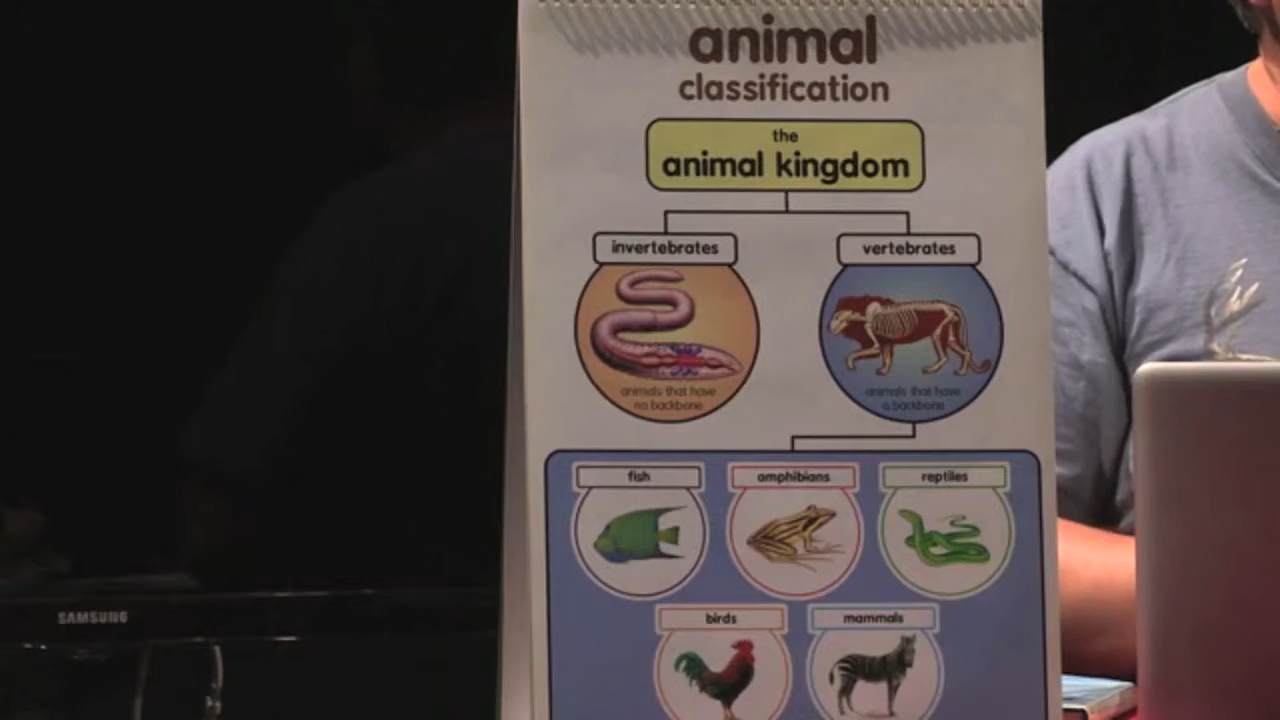 animal
classification
the
animal kingdom
invertebrates
vertebrates
animals that have
no backbone
animals that have
a backbone
fish
amphibians
reptiles
birds
mammals
SAMSUNG